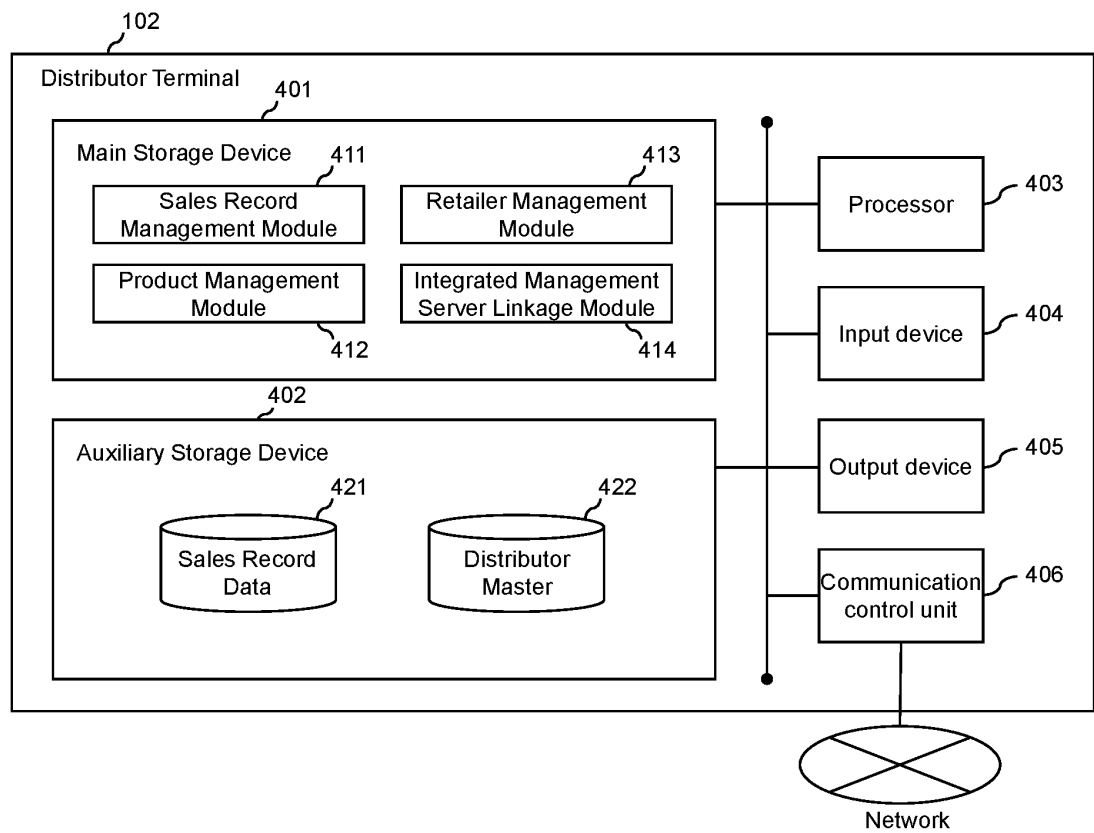 102
Distributor Terminal
401
Main Storage Device
411
413
Sales Record
Management Module
Retailer Management
Module
403
Processor
Product Management
Module
Integrated Management
Server Linkage Module
412
414
404
Input device
402
Auxiliary Storage Device
405
Output device
421
422
Sales Record
Data
Distributor
Master
406
Communication
control unit
Network